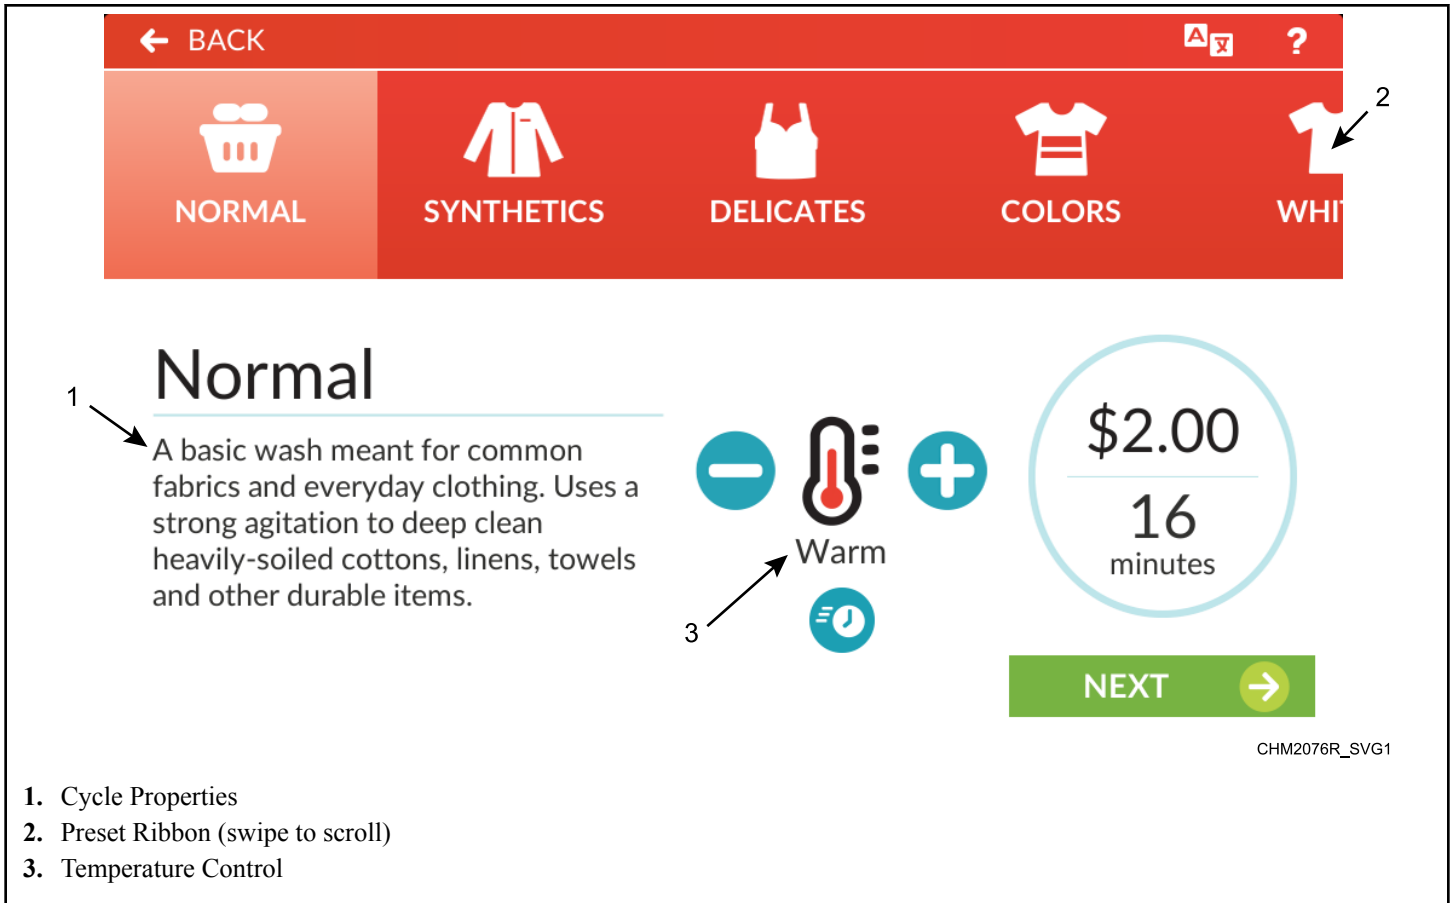 BACK
A 文 ?
NORMAL SYNTHETICS DELICATES COLORS WHI
2
Normal
1
A basic wash meant for common
fabrics and everyday clothing. Uses a
strong agitation to deep clean
heavily-soiled cottons, linens, towels
and other durable items.
Warm
3
$2.00
16
minutes
NEXT
CHM2076R_SVG1
1. Cycle Properties
2. Preset Ribbon (swipe to scroll)
3. Temperature Control